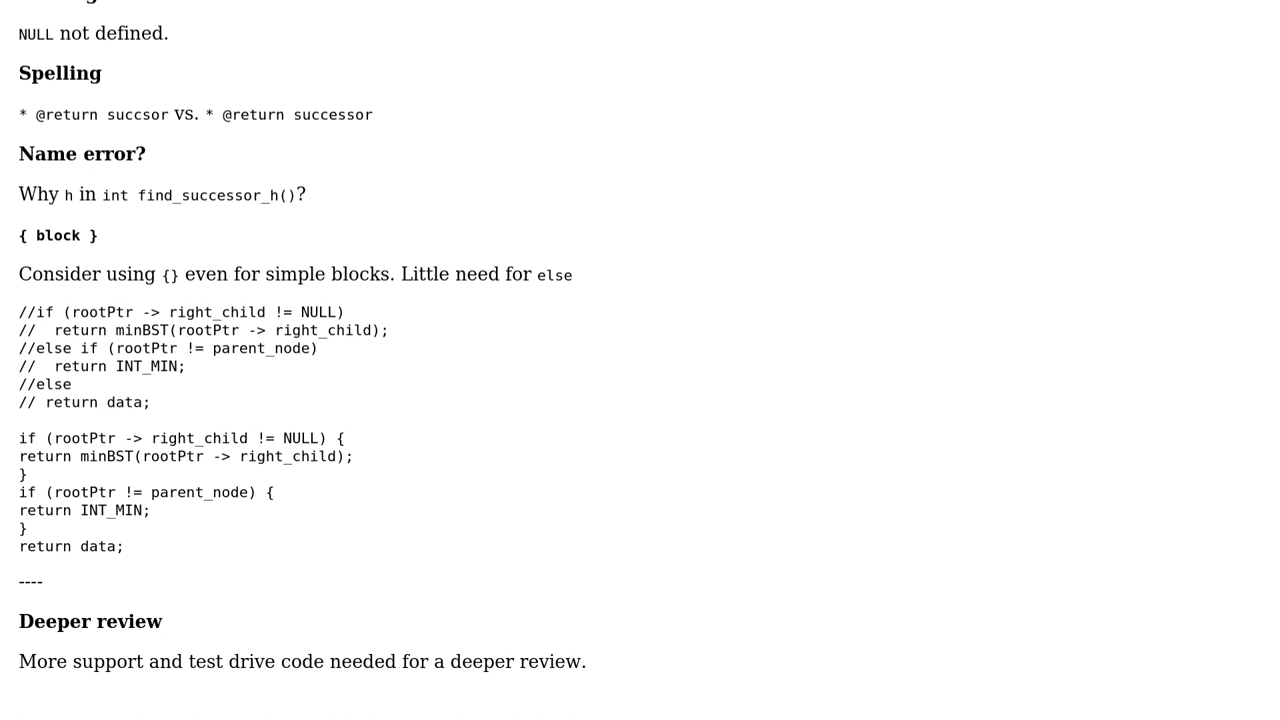 NULL not defined.
Spelling
* @return succsor vs. * @return successor
Name error?
Why h in int find_successor_h()?
{ block }
Consider using {} even for simple blocks. Little need for else
//if (rootPtr -> right_child != NULL)
//  return minBST(rootPtr -> right_child);
//else if (rootPtr != parent_node)
//  return INT_MIN;
//else
// return data;
if (rootPtr -> right_child != NULL) {
return minBST(rootPtr -> right_child);
}
if (rootPtr != parent_node) {
return INT_MIN;
}
return data;
----
Deeper review
More support and test drive code needed for a deeper review.